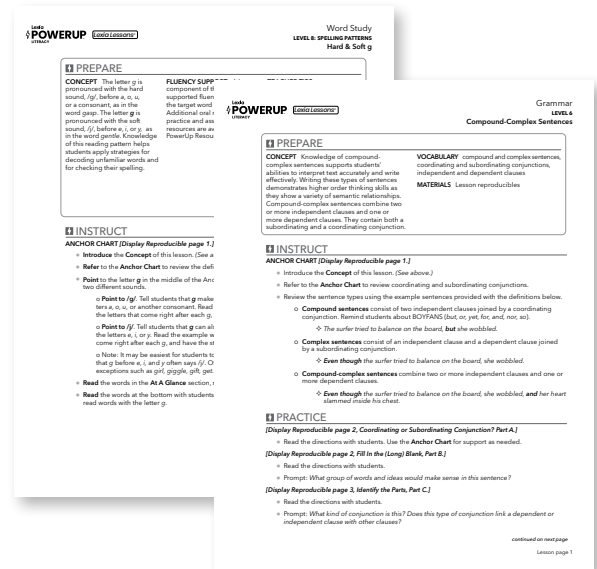 Lexia
POWERUP
LITERACY
Lexia Lessons®
Word Study
LEVEL 8: SPELLING PATTERNS
Hard & Soft g
PREPARE
CONCEPT The letter g is
pronounced with the hard
sound, /g/, before a, o, u,
or a consonant, as in the
word gasp. The letter g is
pronounced with the soft
sound, /j/, before e, i, or y, as
in the word gentle. Knowledge
of this reading pattern helps
students apply strategies for
decoding unfamiliar words and
for checking their spelling.
FLUENCY SUPP
component of th
supported fluen
the target word
Additional oral r
practice and ass
resources are av
PowerUp Resou
INSTRUCT
ANCHOR CHART [Display Reproducible page 1.]
Introduce the Concept of this lesson. (See a
Refer to the Anchor Chart to review the defi
Point to the letter g in the middle of the Anc
two different sounds.
o Point to /g/. Tell students that g make
ters a, o, u, or another consonant. Read
the letters that come right after each g,
o Point to /j/. Tell students that g can al
the letters e, i, or y. Read the example w
come right after each g, and have the st
o Note: It may be easiest for students to
that g before e, i, and y often says /j/. O
exceptions such as girl, giggle, gift, get.
Read the words in the At A Glance section, r
Read the words at the bottom with students
read words with the letter g.
Lexia
POWERUP
LITERACY
Lexia Lessons®
Grammar
LEVEL 6
Compound-Complex Sentences
PREPARE
CONCEPT Knowledge of compound-
complex sentences supports students'
abilities to interpret text accurately and write
effectively. Writing these types of sentences
demonstrates higher order thinking skills as
they show a variety of semantic relationships.
Compound-complex sentences combine two
or more independent clauses and one or
more dependent clauses. They contain both a
subordinating and a coordinating conjunction.
VOCABULARY compound and complex sentences,
coordinating and subordinating conjunctions,
independent and dependent clauses
MATERIALS Lesson reproducibles
INSTRUCT
ANCHOR CHART [Display Reproducible page 1.]
Introduce the Concept of this lesson. (See above.)
Refer to the Anchor Chart to review coordinating and subordinating conjunctions.
Review the sentence types using the example sentences provided with the definitions below.
o Compound sentences consist of two independent clauses joined by a coordinating
conjunction. Remind students about BOYFANS (but, or, yet, for, and, nor, so).
The surfer tried to balance on the board, but she wobbled.
o Complex sentences consist of an independent clause and a dependent clause joined
by a subordinating conjunction.
Even though the surfer tried to balance on the board, she wobbled.
o Compound-complex sentences combine two or more independent clauses and one or
more dependent clauses.
Even though the surfer tried to balance on the board, she wobbled, and her heart
slammed inside his chest.
PRACTICE
[Display Reproducible page 2, Coordinating or Subordinating Conjunction? Part A.]
Read the directions with students. Use the Anchor Chart for support as needed.
[Display Reproducible page 2, Fill In the (Long) Blank, Part B.]
Read the directions with students.
Prompt: What group of words and ideas would make sense in this sentence?
[Display Reproducible page 3, Identify the Parts, Part C.]
Read the directions with students.
Prompt: What kind of conjunction is this? Does this type of conjunction link a dependent or
independent clause with other clauses?
continued on next page
Lesson page 1